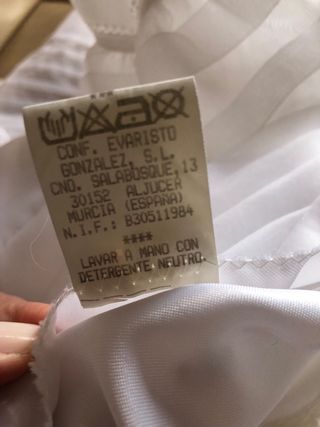 ***
CONF. EVARISTO
GONZALEZ, S.L.
CNO. SALABOSQUE,13
30152 ALJUCER
MURCIA (ESPAÑA)
N.I.F.: B30511984
****
LAVAR A MANO CON
DETERGENTE NEUTRO